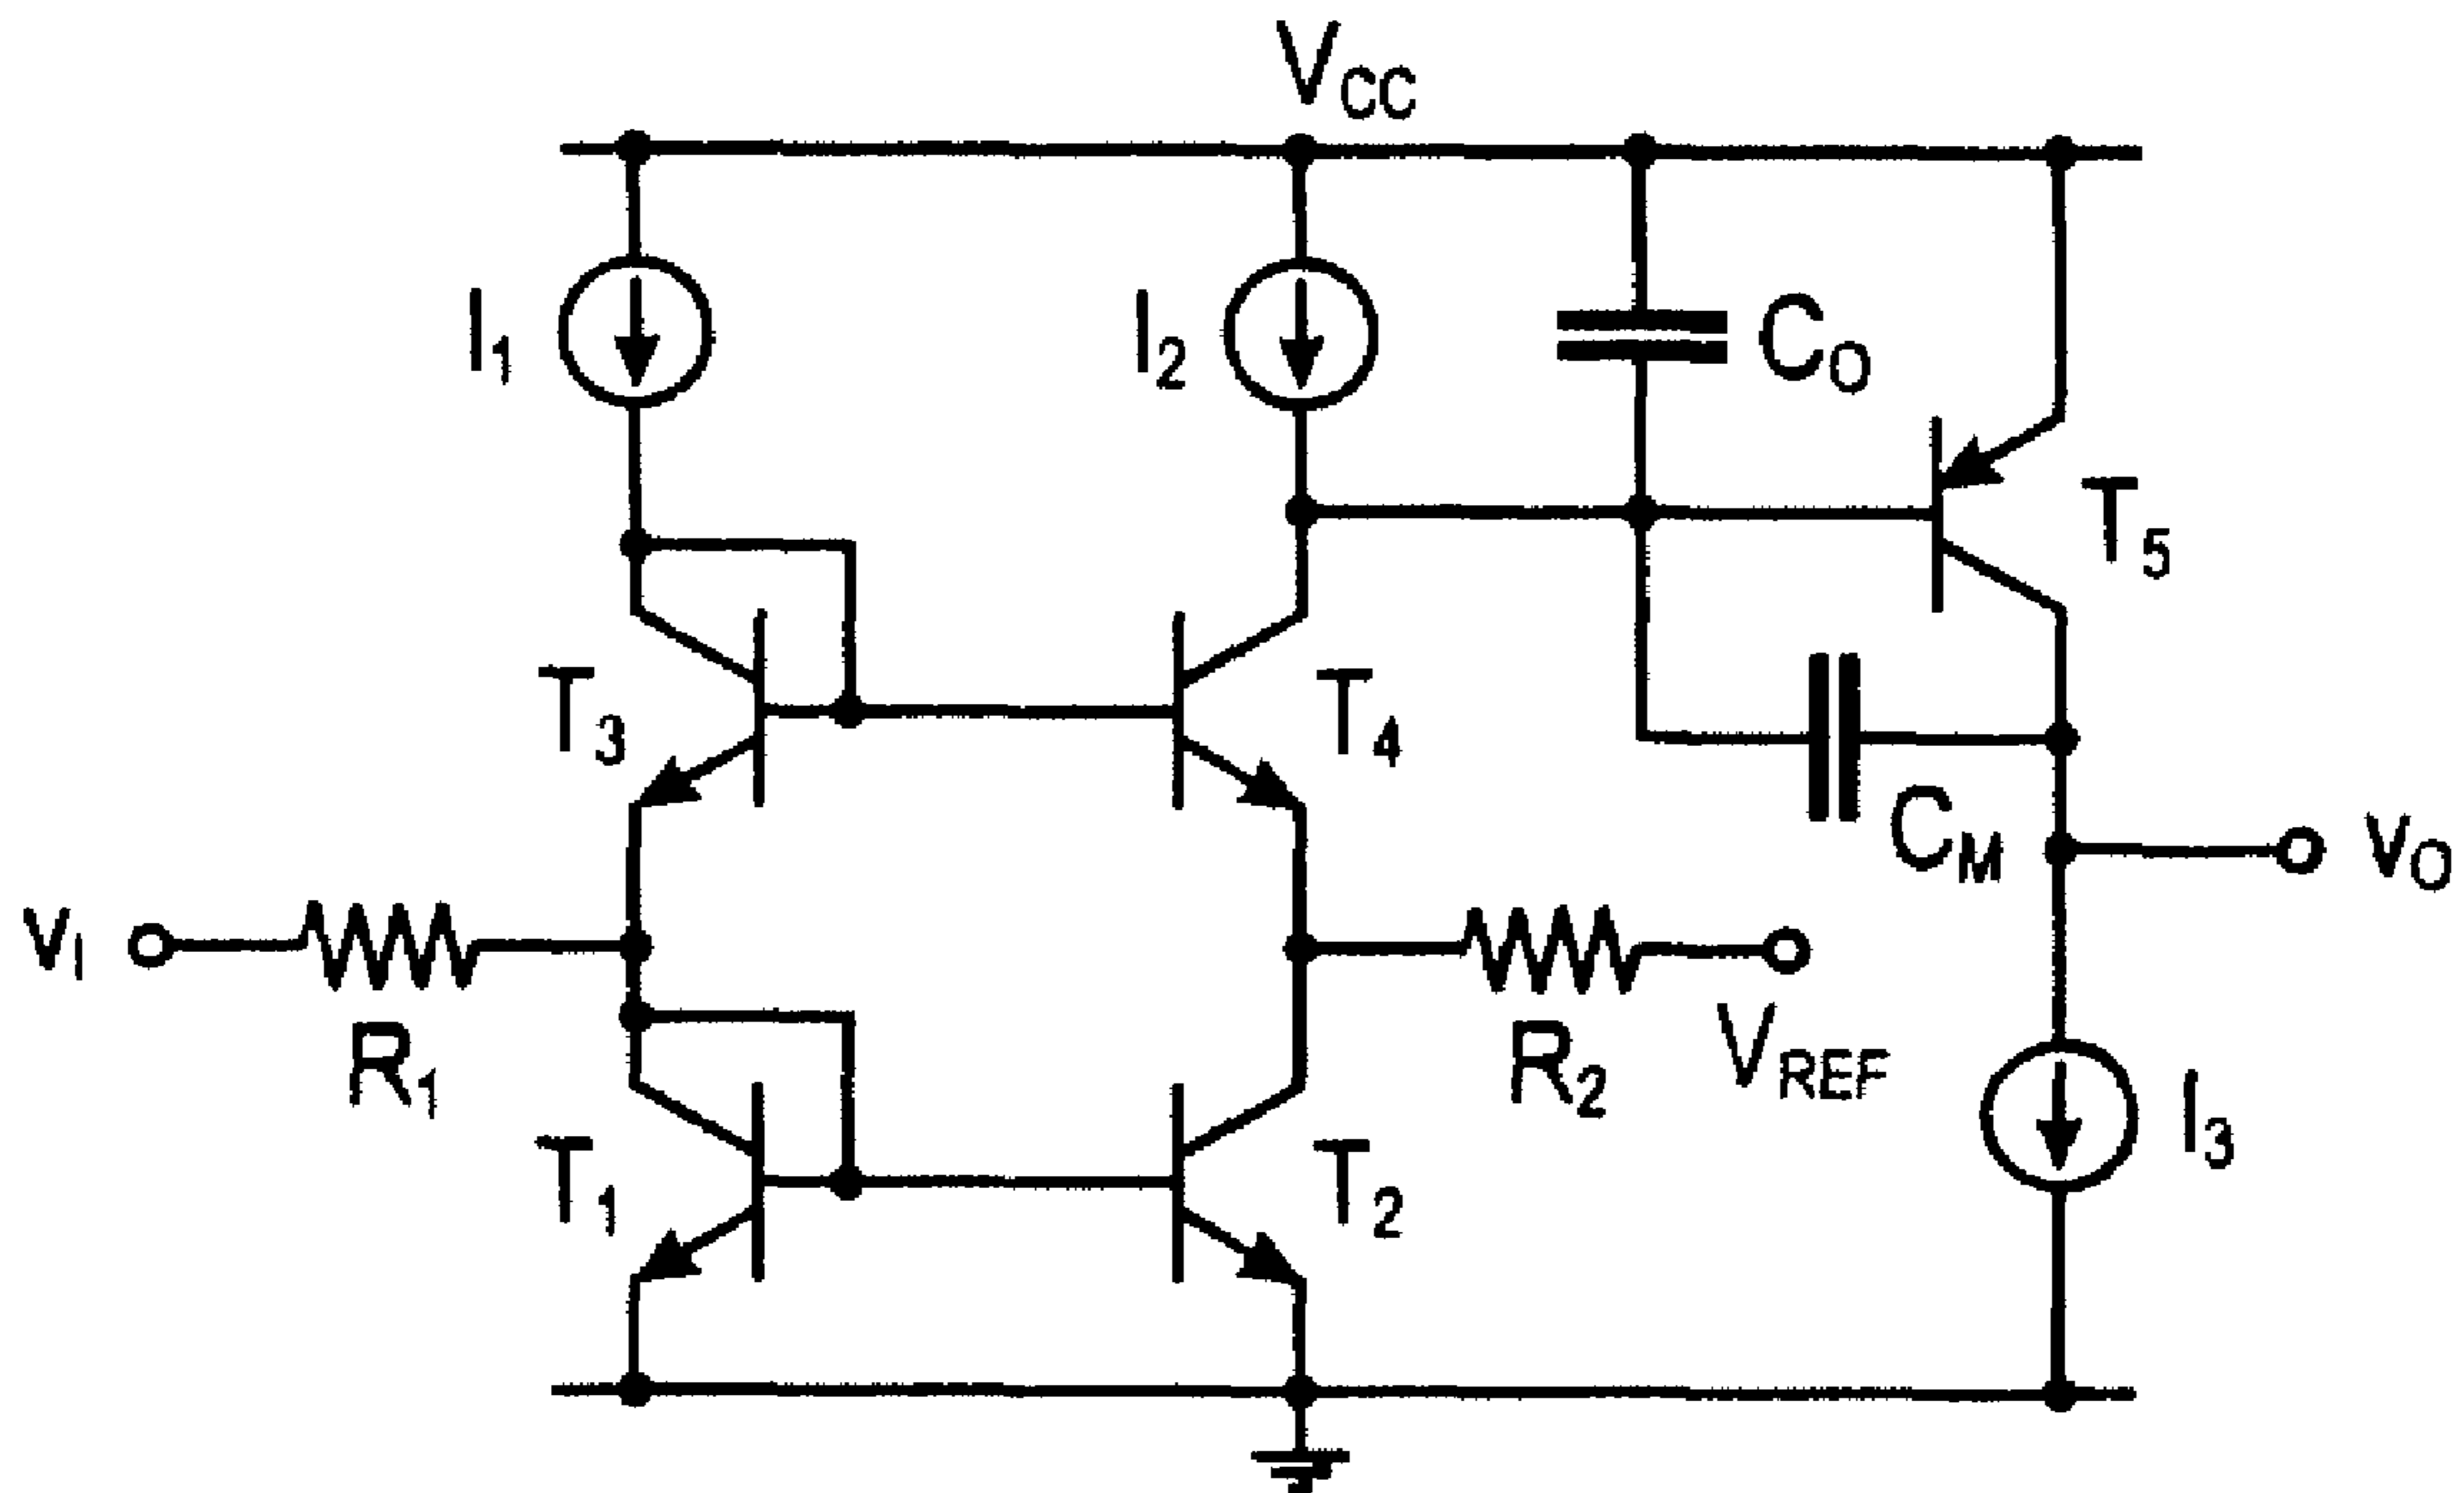 V_CC
I_1
I_2
C_O
T_5
T_3
T_4
C_M
v_O
v_I
R_1
R_2
V_REF
I_3
T_1
T_2